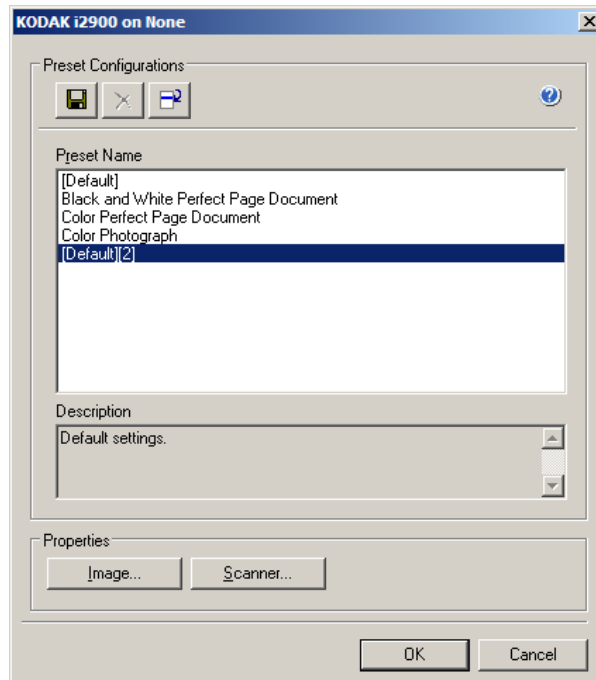 KODAK i2900 on None
Preset Configurations
Preset Name
[Default]
Black and White Perfect Page Document
Color Perfect Page Document
Color Photograph
[Default][2]
Description
Default settings.
Properties
Image...
Scanner...
OK
Cancel